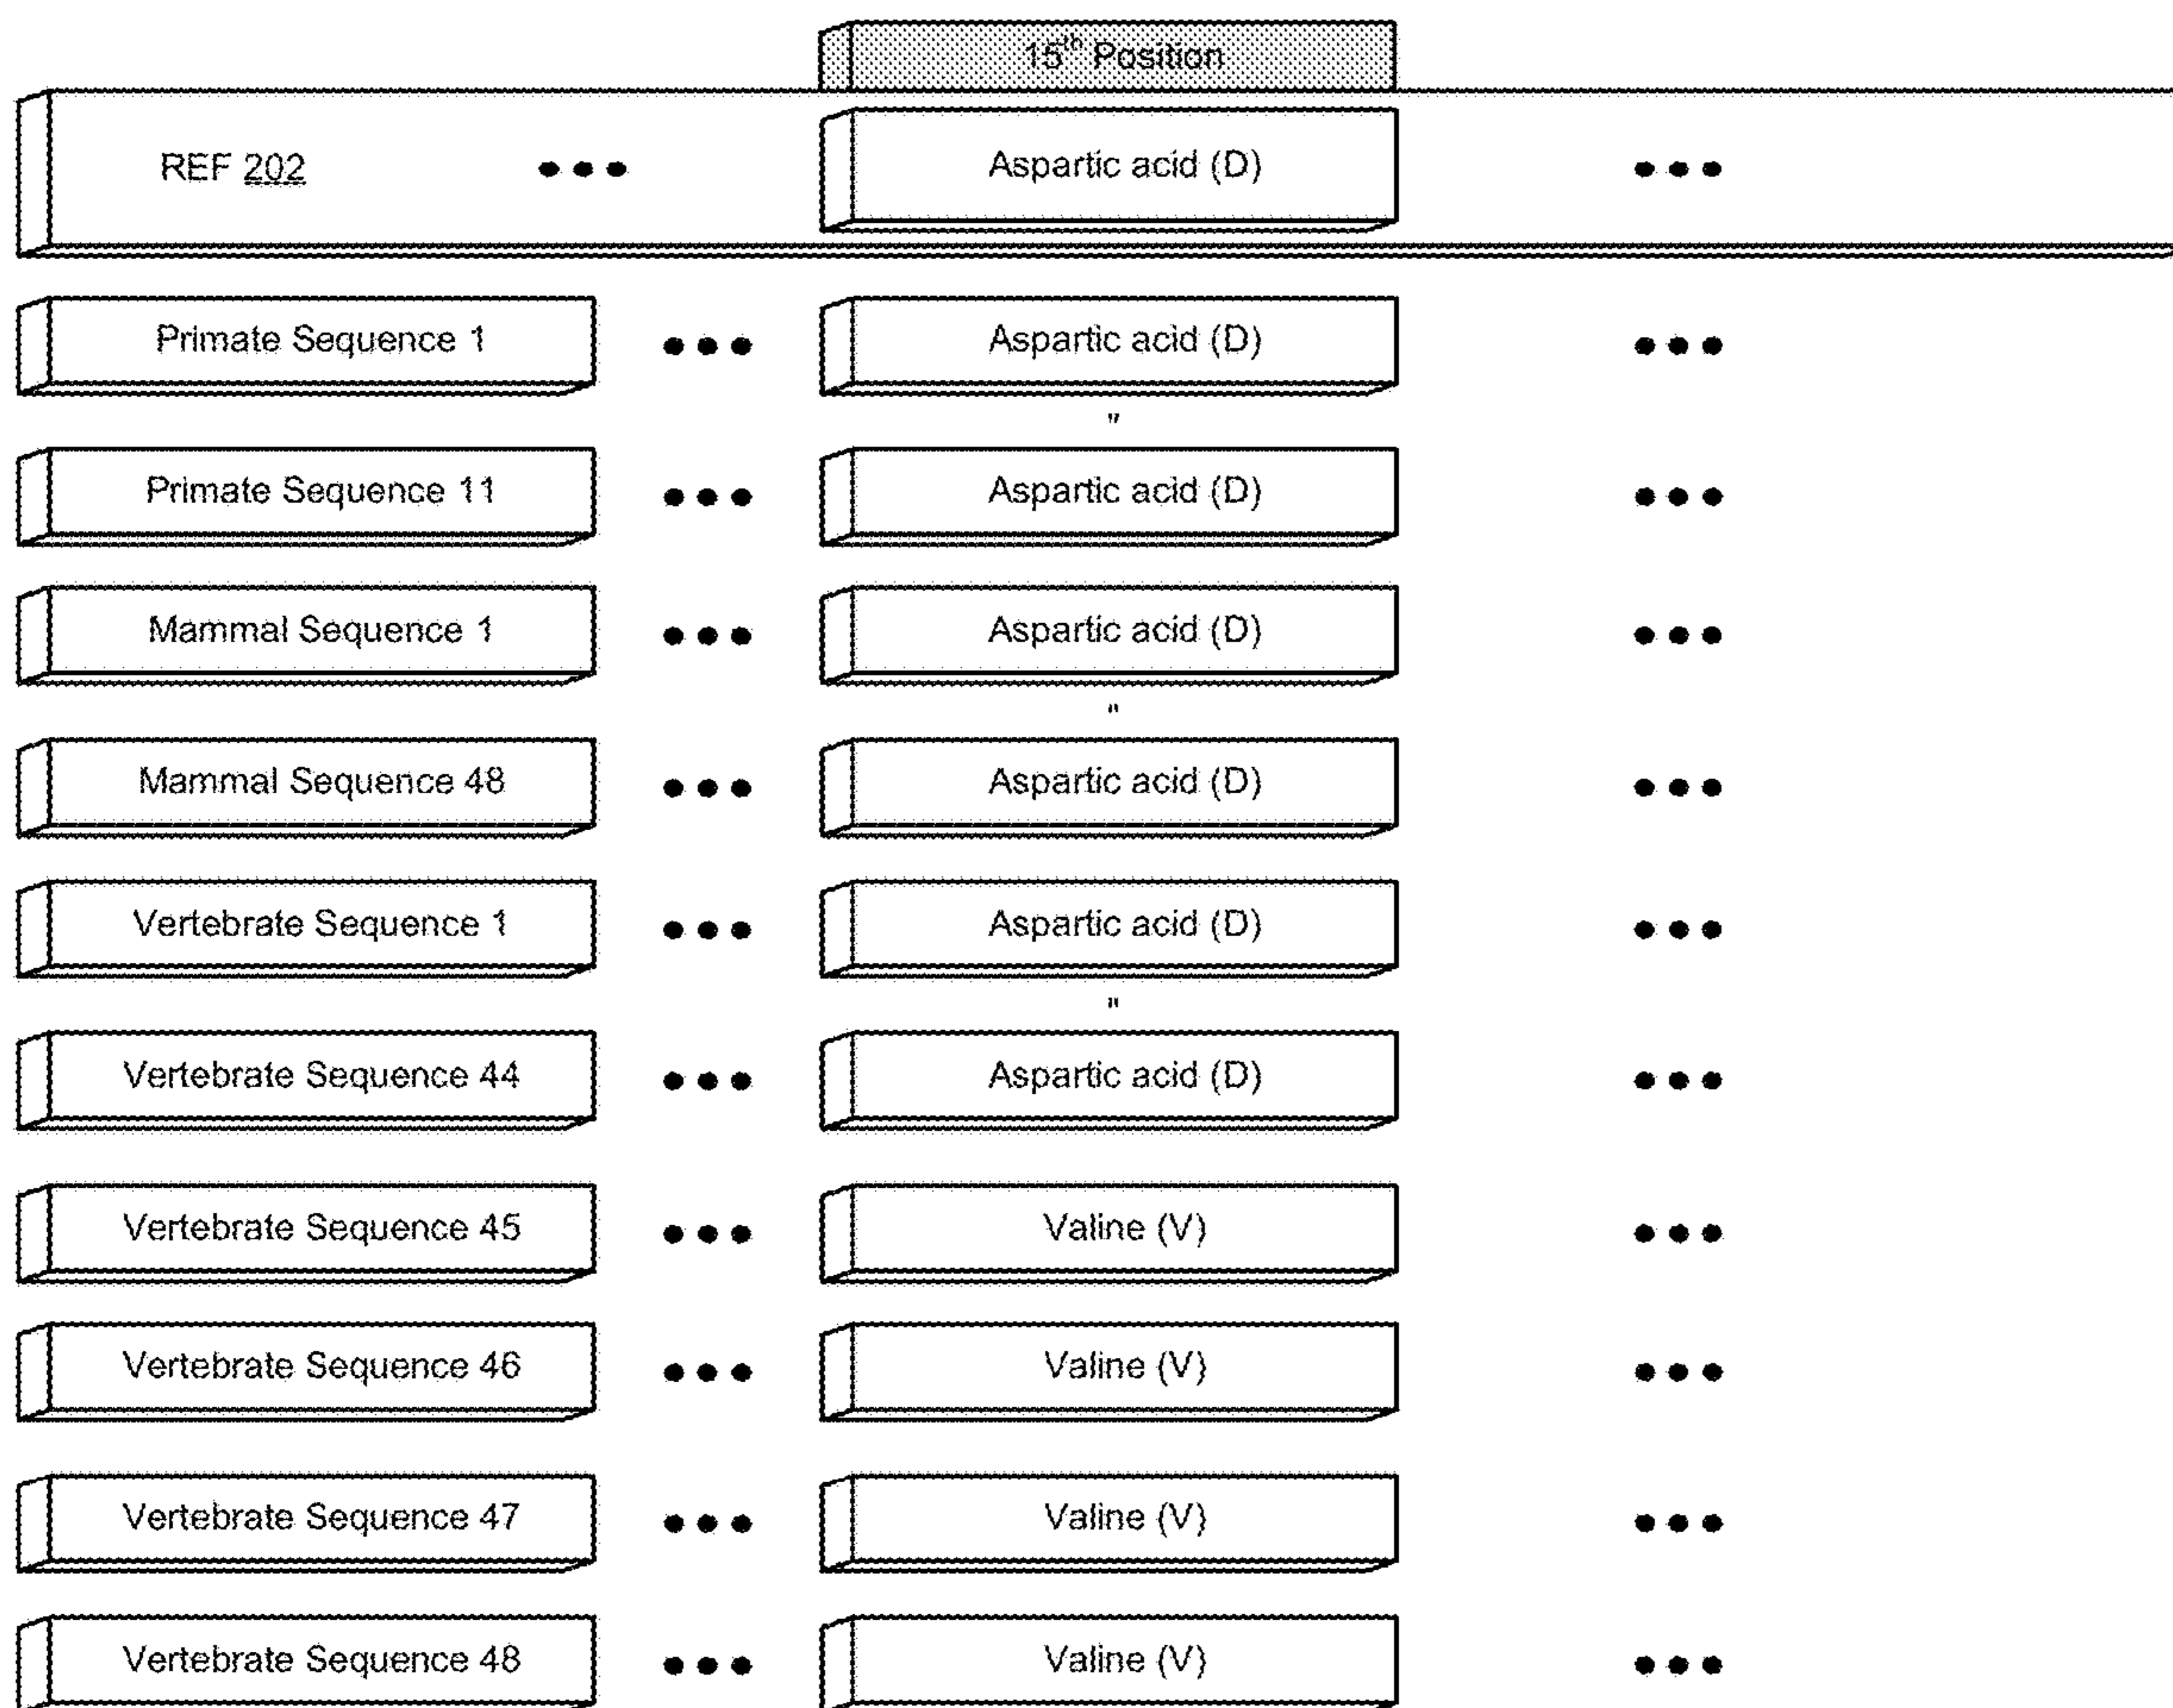 15th Position
REF 202 ••• Aspartic acid (D) •••
Primate Sequence 1 ••• Aspartic acid (D) •••
"
Primate Sequence 11 ••• Aspartic acid (D) •••
Mammal Sequence 1 ••• Aspartic acid (D) •••
"
Mammal Sequence 48 ••• Aspartic acid (D) •••
Vertebrate Sequence 1 ••• Aspartic acid (D) •••
"
Vertebrate Sequence 44 ••• Aspartic acid (D) •••
Vertebrate Sequence 45 ••• Valine (V) •••
Vertebrate Sequence 46 ••• Valine (V) •••
Vertebrate Sequence 47 ••• Valine (V) •••
Vertebrate Sequence 48 ••• Valine (V) •••